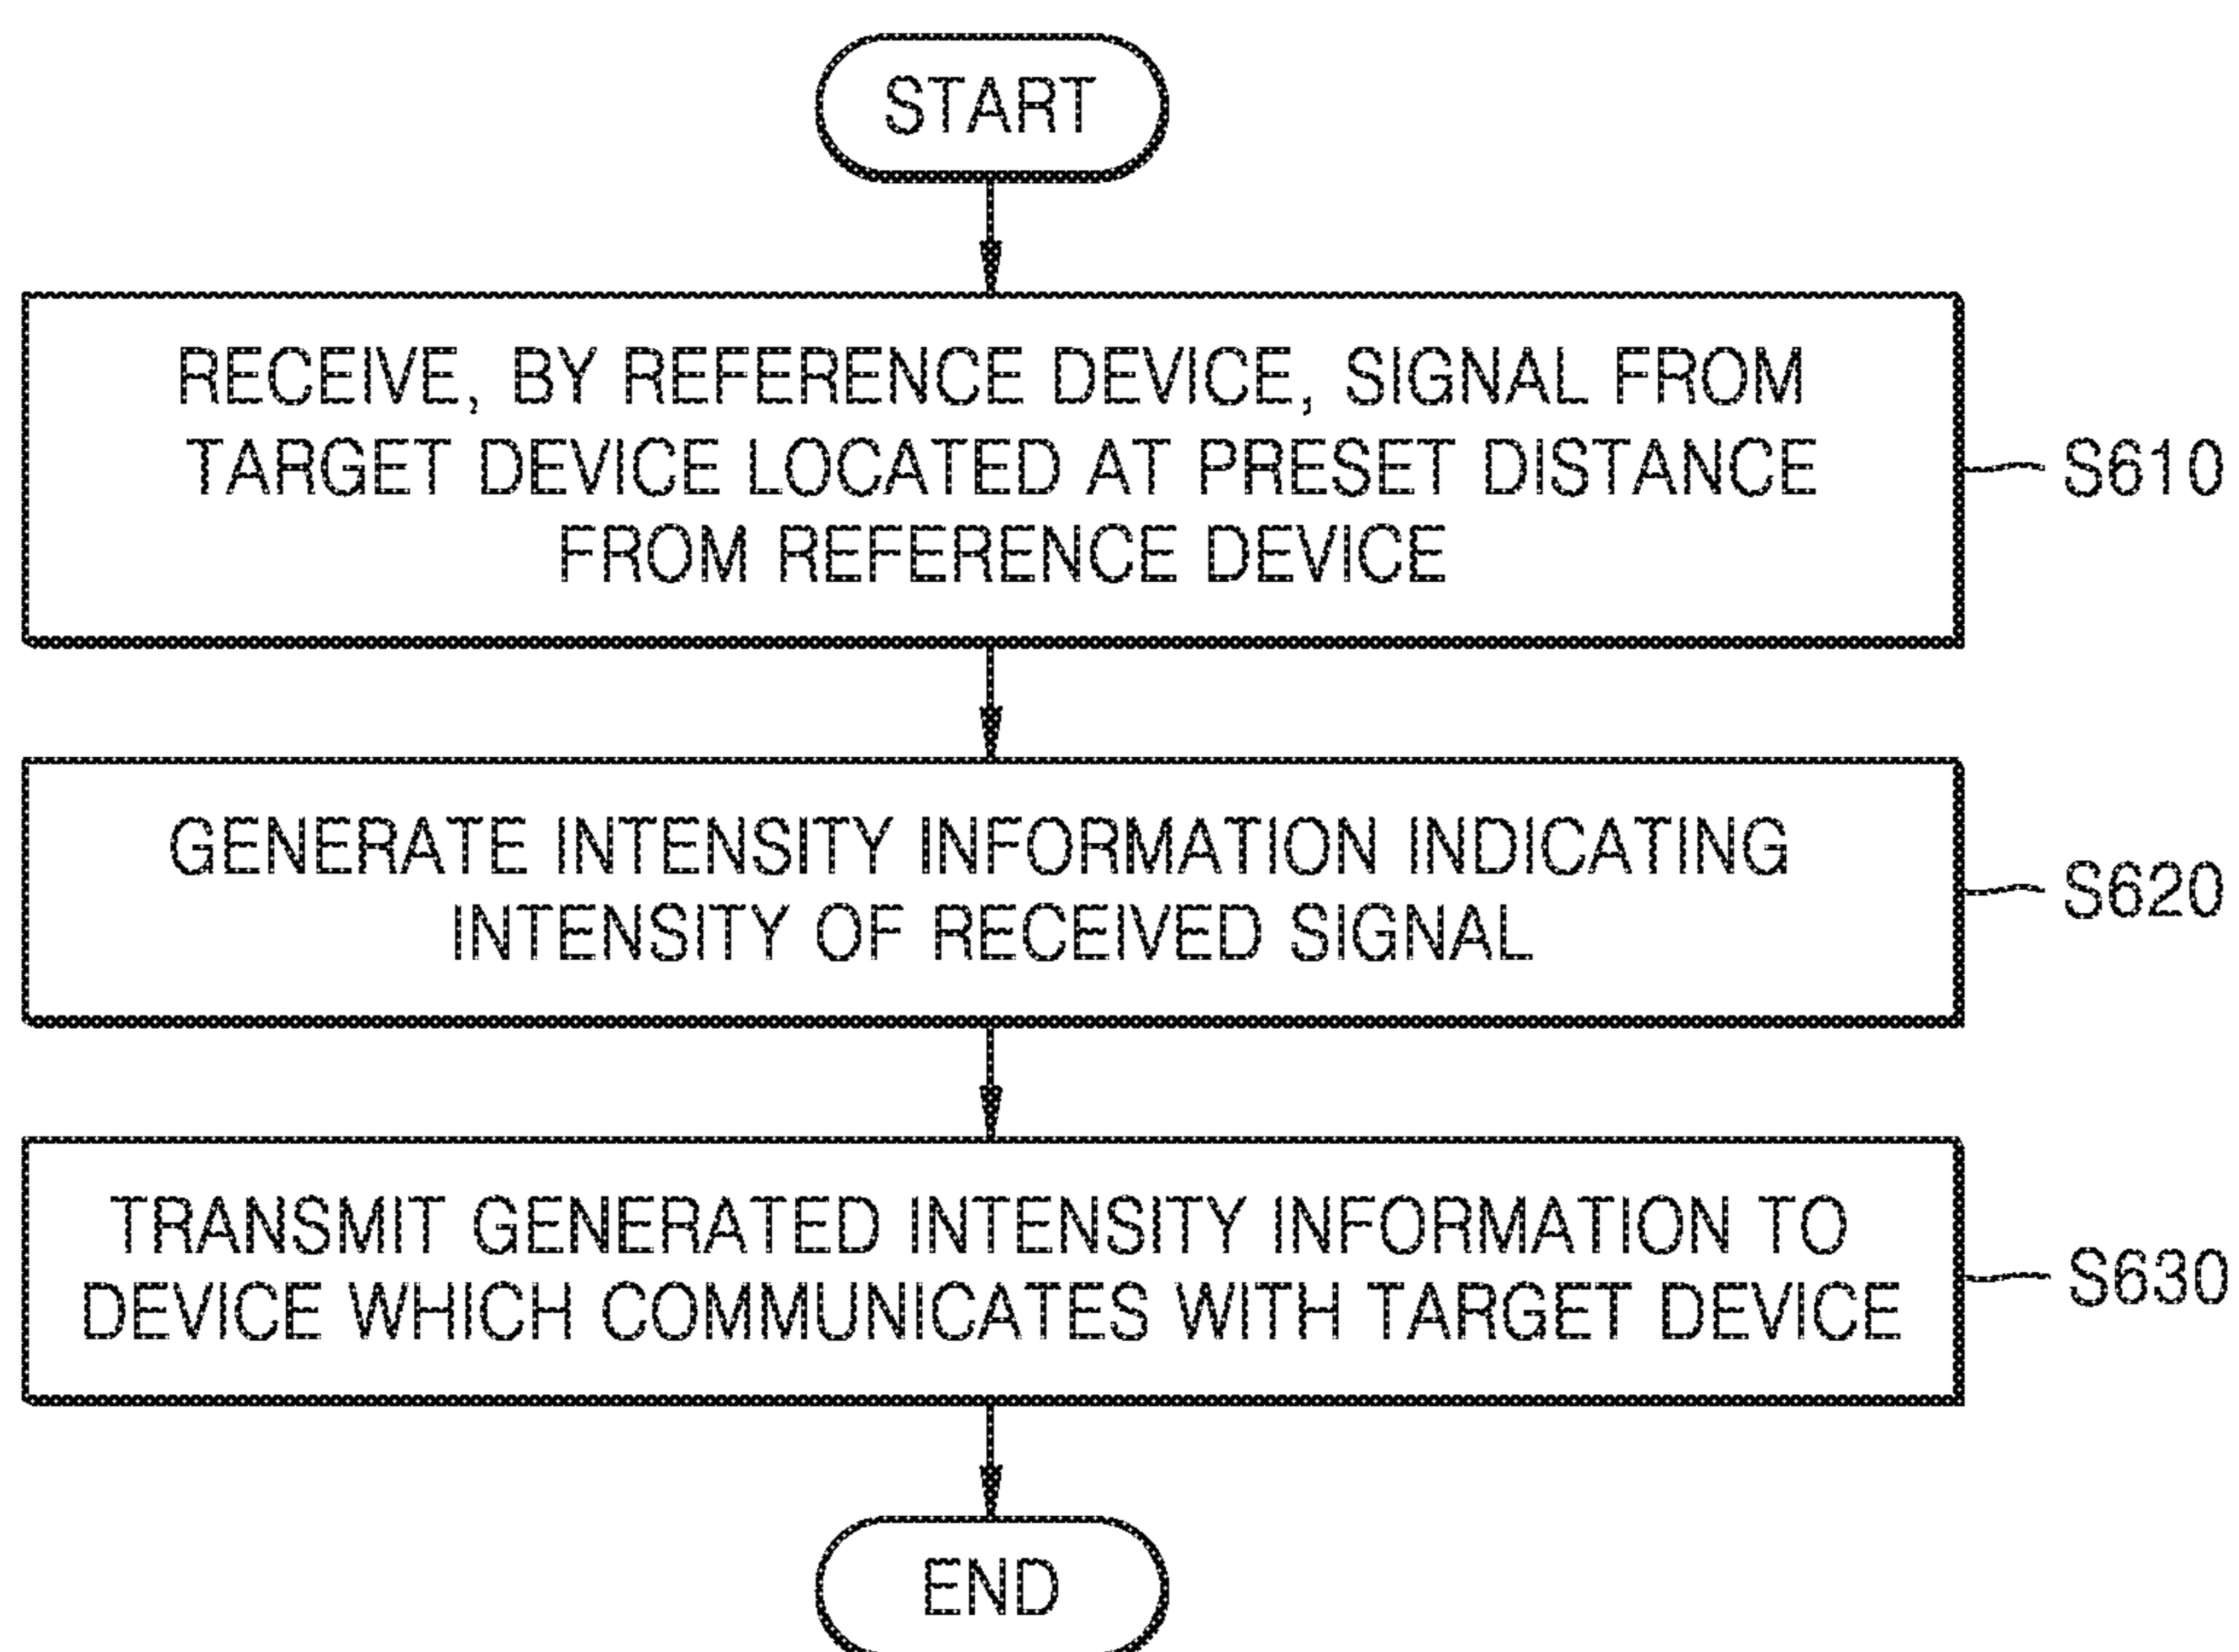 START
RECEIVE, BY REFERENCE DEVICE, SIGNAL FROM
TARGET DEVICE LOCATED AT PRESET DISTANCE
FROM REFERENCE DEVICE
S610
GENERATE INTENSITY INFORMATION INDICATING
INTENSITY OF RECEIVED SIGNAL
S620
TRANSMIT GENERATED INTENSITY INFORMATION TO
DEVICE WHICH COMMUNICATES WITH TARGET DEVICE
S630
END